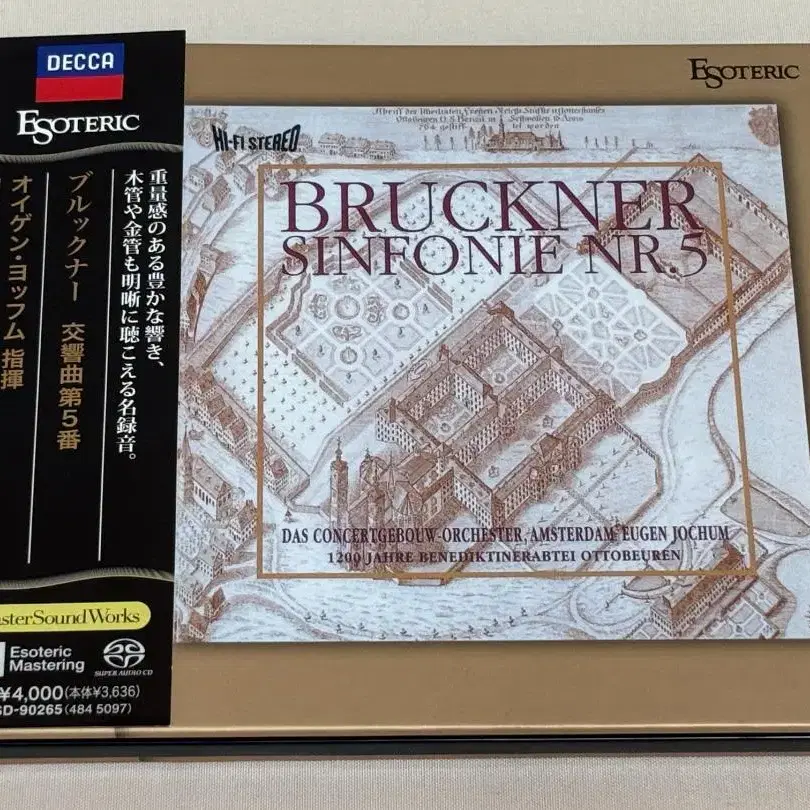 DECCA
ESOTERIC
重量感のある豊かな響き、
木管や金管も明晰に聴こえる名録音。
ブルックナー 交響曲第5番
オイゲン・ヨッフム 指揮
asterSoundWorks
Esoteric
Mastering
SUPER AUDIO CD
¥4,000(本体¥3,636)
SD-90265 (484 5097)
ESOTERIC
HI-FI STEREO
764 gestift
BRUCKNER
SINFONIE NR.5
DAS CONCERTGEBOUW-ORCHESTER, AMSTERDAM EUGEN JOCHUM
1200 JAHRE BENEDIKTINERABTEI OTTOBEUREN